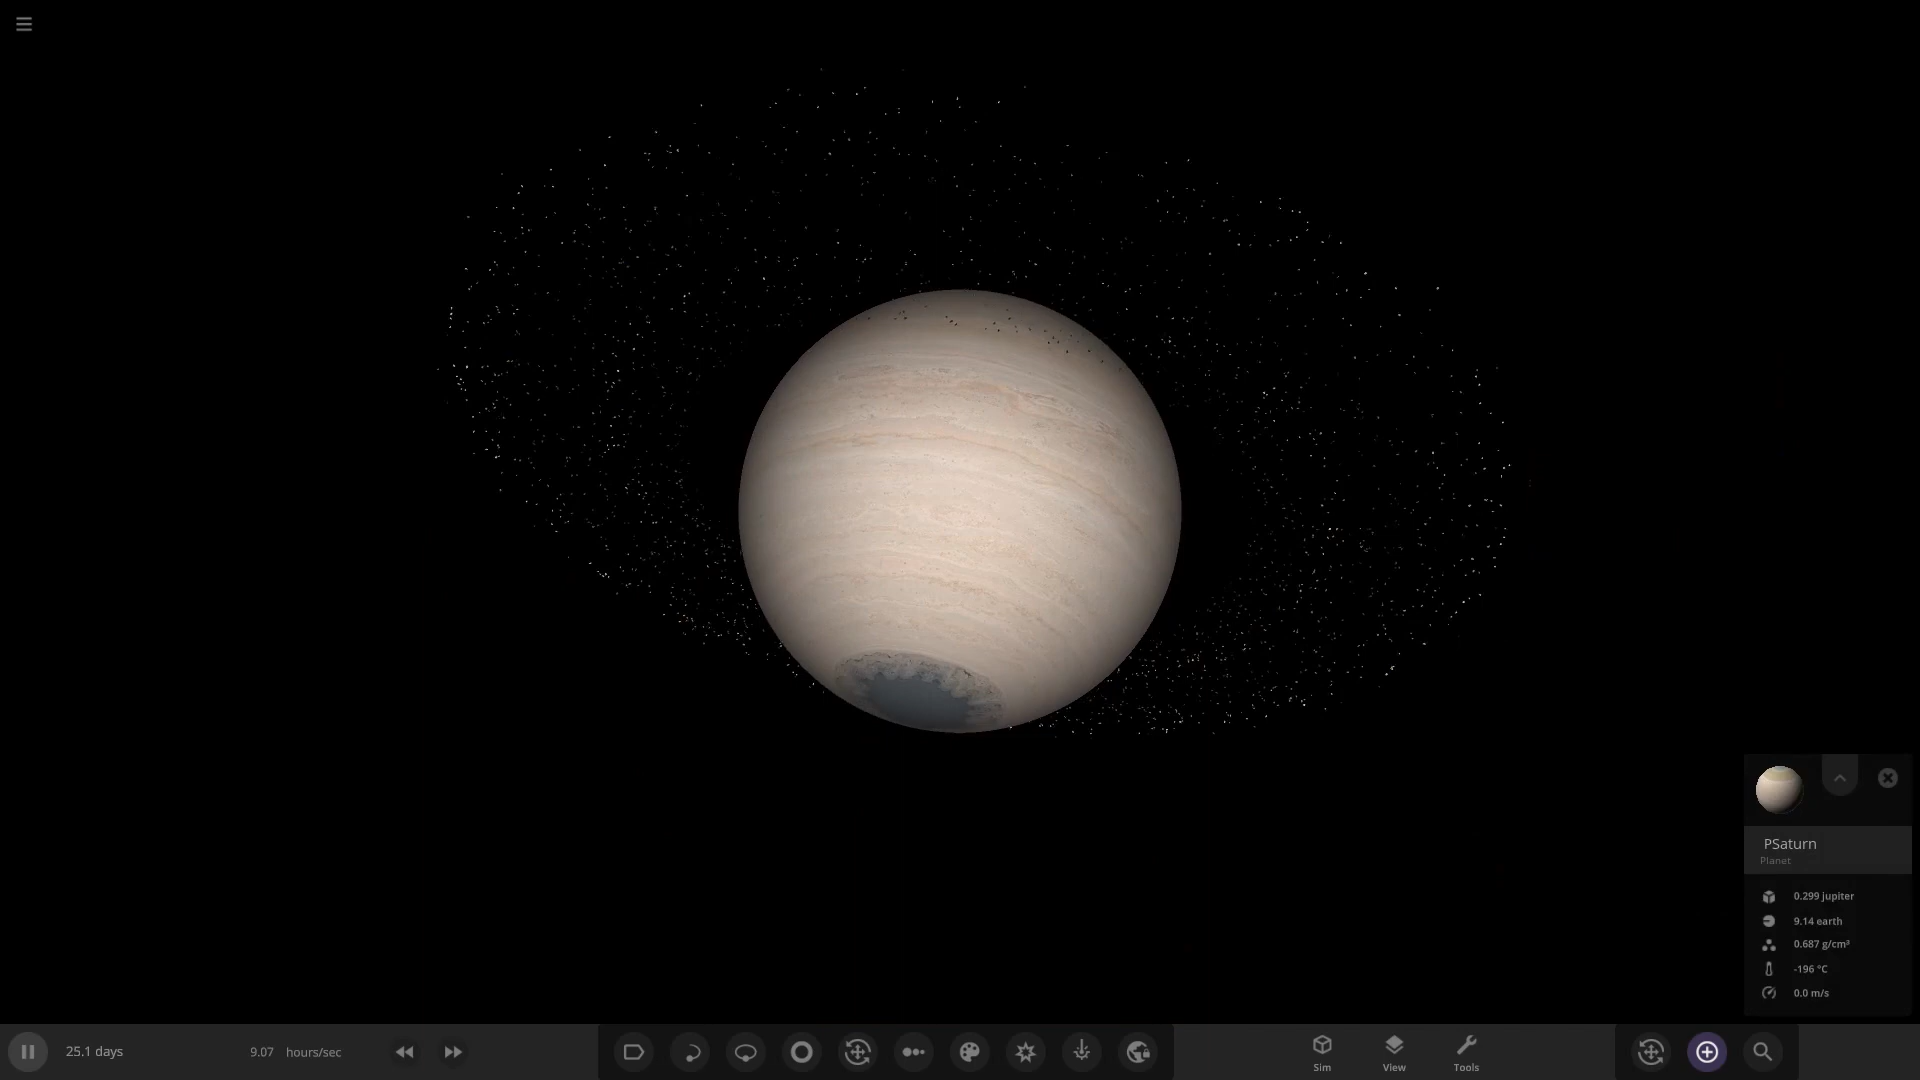 PSaturn
Planet
0.299 jupiter
9.14 earth
0.687 g/cm³
-196 °C
0.0 m/s
25.1 days
9.07 hours/sec
Sim
View
Tools